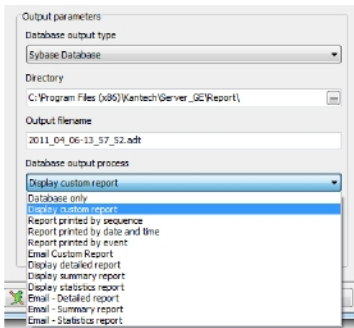 Output parameters
Database output type
Sybase Database
Directory
C:\Program Files (x86)\Kantech\Server_GE\Report\
...
Output filename
2011_04_06-13_57_52.adt
Database output process
Display custom report
Database only
Display custom report
Report printed by sequence
Report printed by date and time
Report printed by event
Email Custom Report
Display detailed report
Display summary report
Display statistics report
Email - Detailed report
Email - Summary report
Email - Statistics report